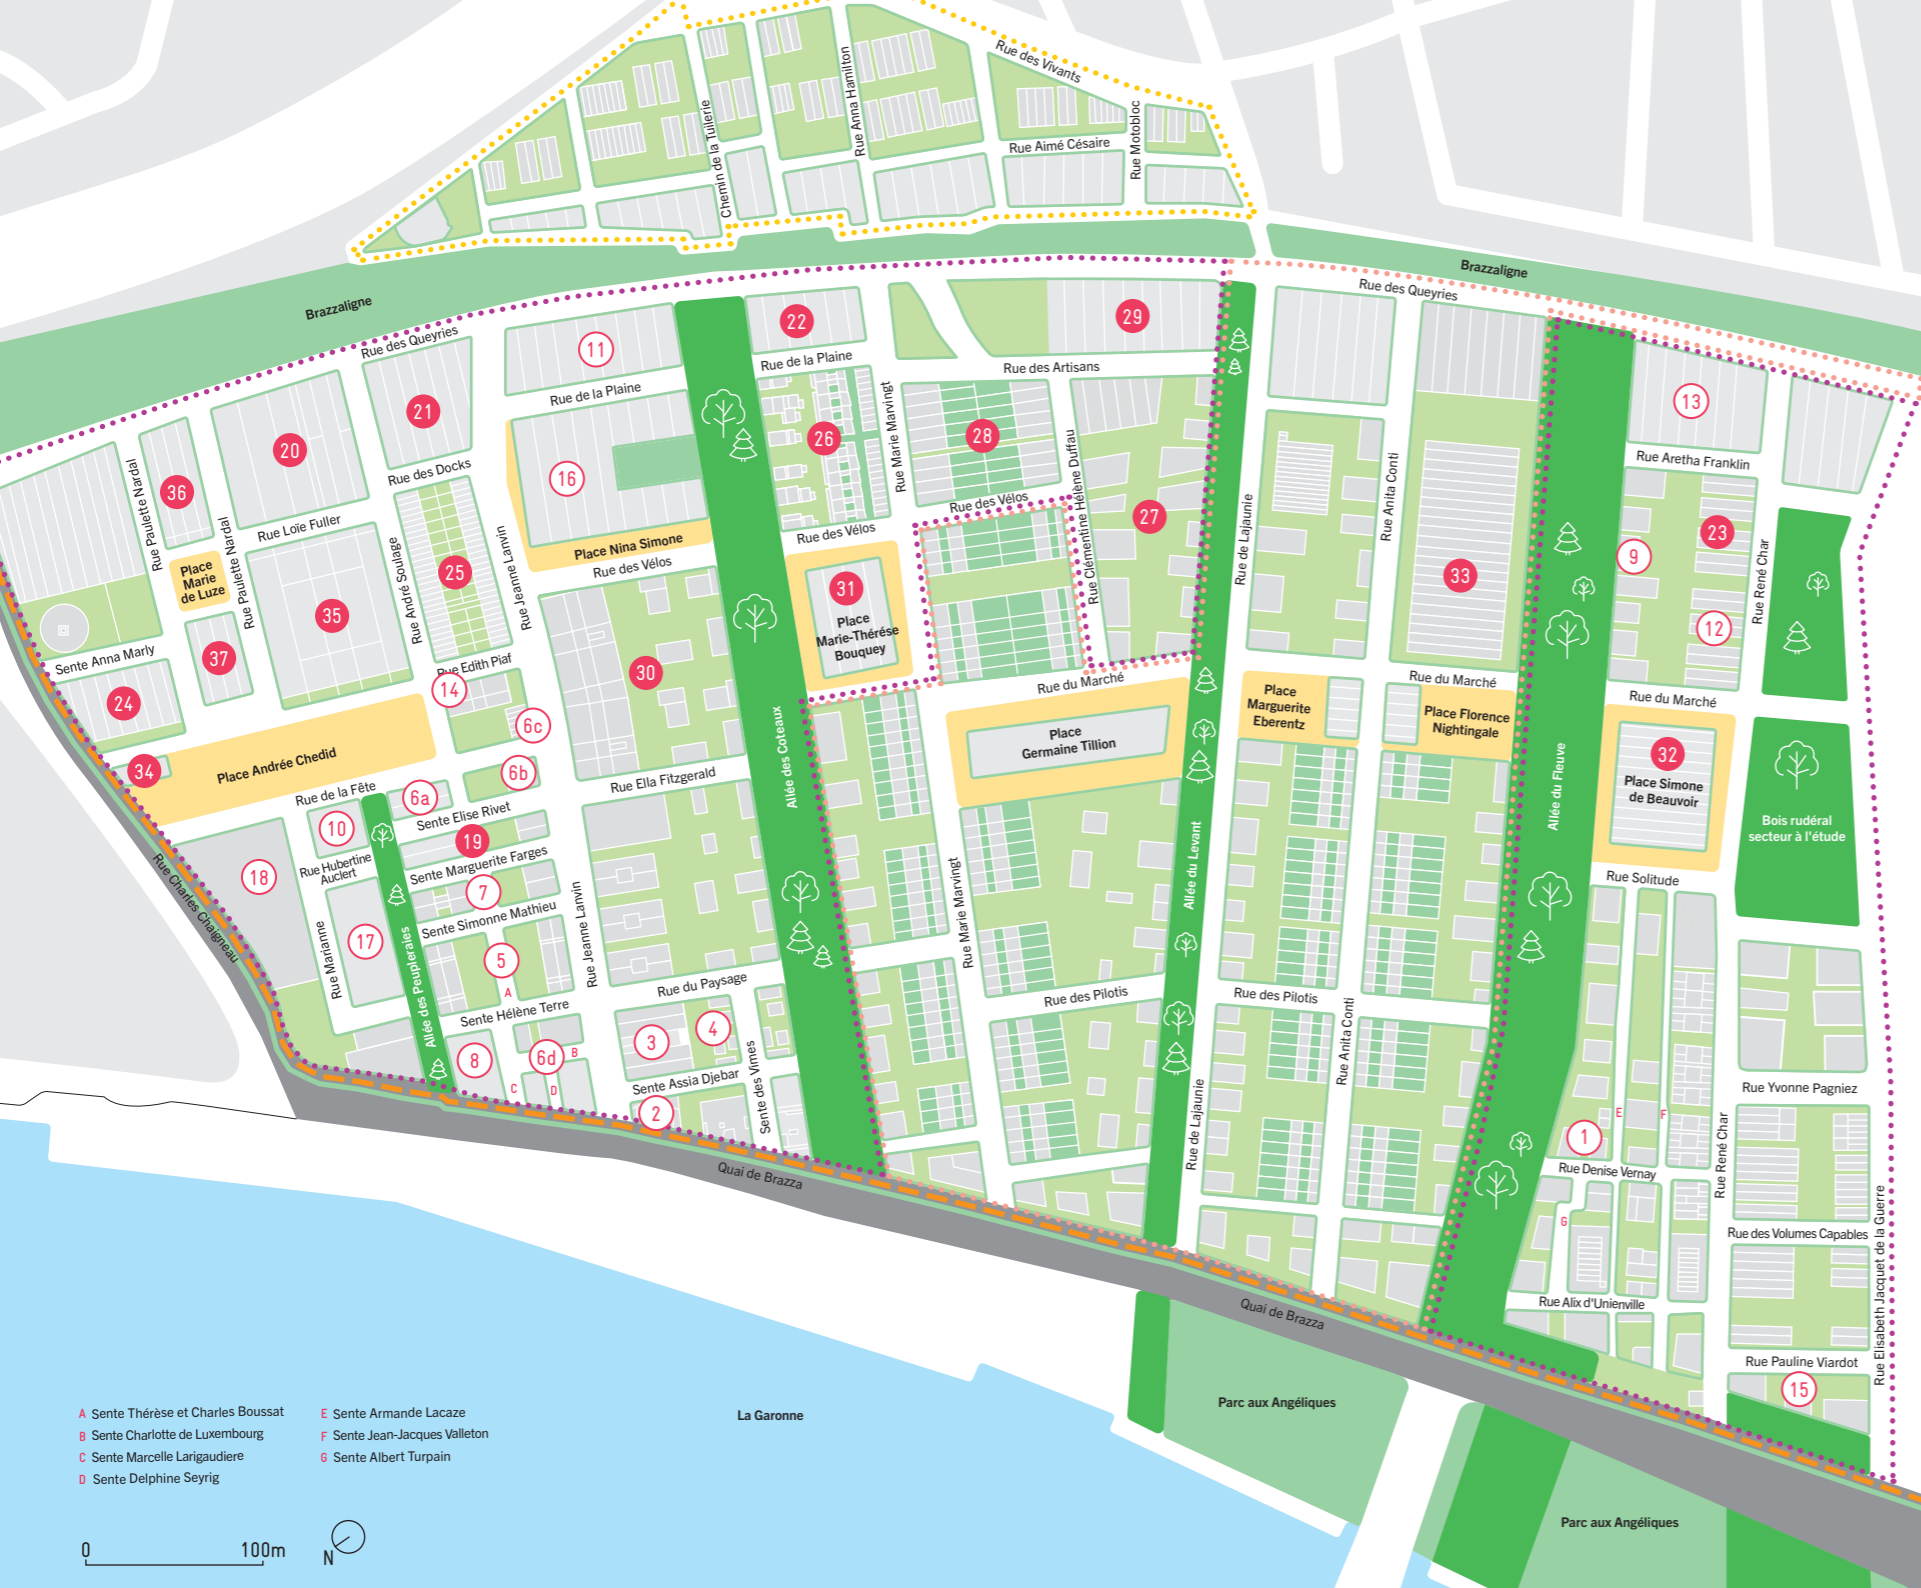 Rue des Vivants
Rue Anna Hamilton
Chemin de la Tuilerie
Rue Motobloc
Rue Aimé Césaire
Brazzaligne
Brazzaligne
Rue des Queyries
Rue des Queyries
22
29
11
Rue de la Plaine
Rue des Artisans
Rue de la Plaine
21
13
Rue Marie Marvingt
26
28
20
Rue des Docks
Rue Aretha Franklin
Rue Paulette Nardal
36
16
Rue Clémentine Hélène Duffau
Rue Anita Conti
Rue des Vélos
27
Rue Loïe Fuller
Rue des Vélos
23
Rue de Lajaunie
Place Nina Simone
9
Rue Paulette Nardal
Place
Marie
de Luze
Rue André Soulage
25
Rue Jeanne Lanvin
Rue des Vélos
33
Rue René Char
31
35
Place
Marie-Thérése
Bouquey
12
Sente Anna Marly
37
Rue Edith Piaf
30
14
Rue du Marché
Rue du Marché
Rue du Marché
24
Place
Marguerite
Eberentz
Place Florence
Nightingale
6c
Place
Germaine Tillion
32
34
Place Andrée Chedid
6b
Rue Ella Fitzgerald
Allée des Coteaux
Allée du Fleuve
Place Simone
de Beauvoir
Rue de la Fête
6a
Sente Elise Rivet
Bois rudéral
secteur à l'étude
10
19
Rue Hubertine
Auclert
Sente Marguerite Farges
Allée du Levant
18
7
Rue Solitude
Rue Charles Chaigneau
Sente Simonne Mathieu
Rue Marie Marvingt
17
Rue Marianne
5
Rue Jeanne Lanvin
A
Allée des Peupleraies
Rue du Paysage
Rue des Pilotis
Rue des Pilotis
Sente Hélène Terre
3
4
Rue Anita Conti
8
6d
B
Sente des Vîmes
C
D
Sente Assia Djebar
Rue Yvonne Pagniez
2
E
F
1
Rue de Lajaunie
Rue René Char
Rue Denise Vernay
Quai de Brazza
G
Rue des Volumes Capables
Rue Elisabeth Jacquet de la Guerre
Quai de Brazza
Rue Alix d'Unienville
Rue Pauline Viardot
15
Parc aux Angéliques
La Garonne
Parc aux Angéliques
A Sente Thérèse et Charles Boussat
B Sente Charlotte de Luxembourg
C Sente Marcelle Larigaudiere
D Sente Delphine Seyrig
E Sente Armande Lacaze
F Sente Jean-Jacques Valleton
G Sente Albert Turpain
0 100m
N